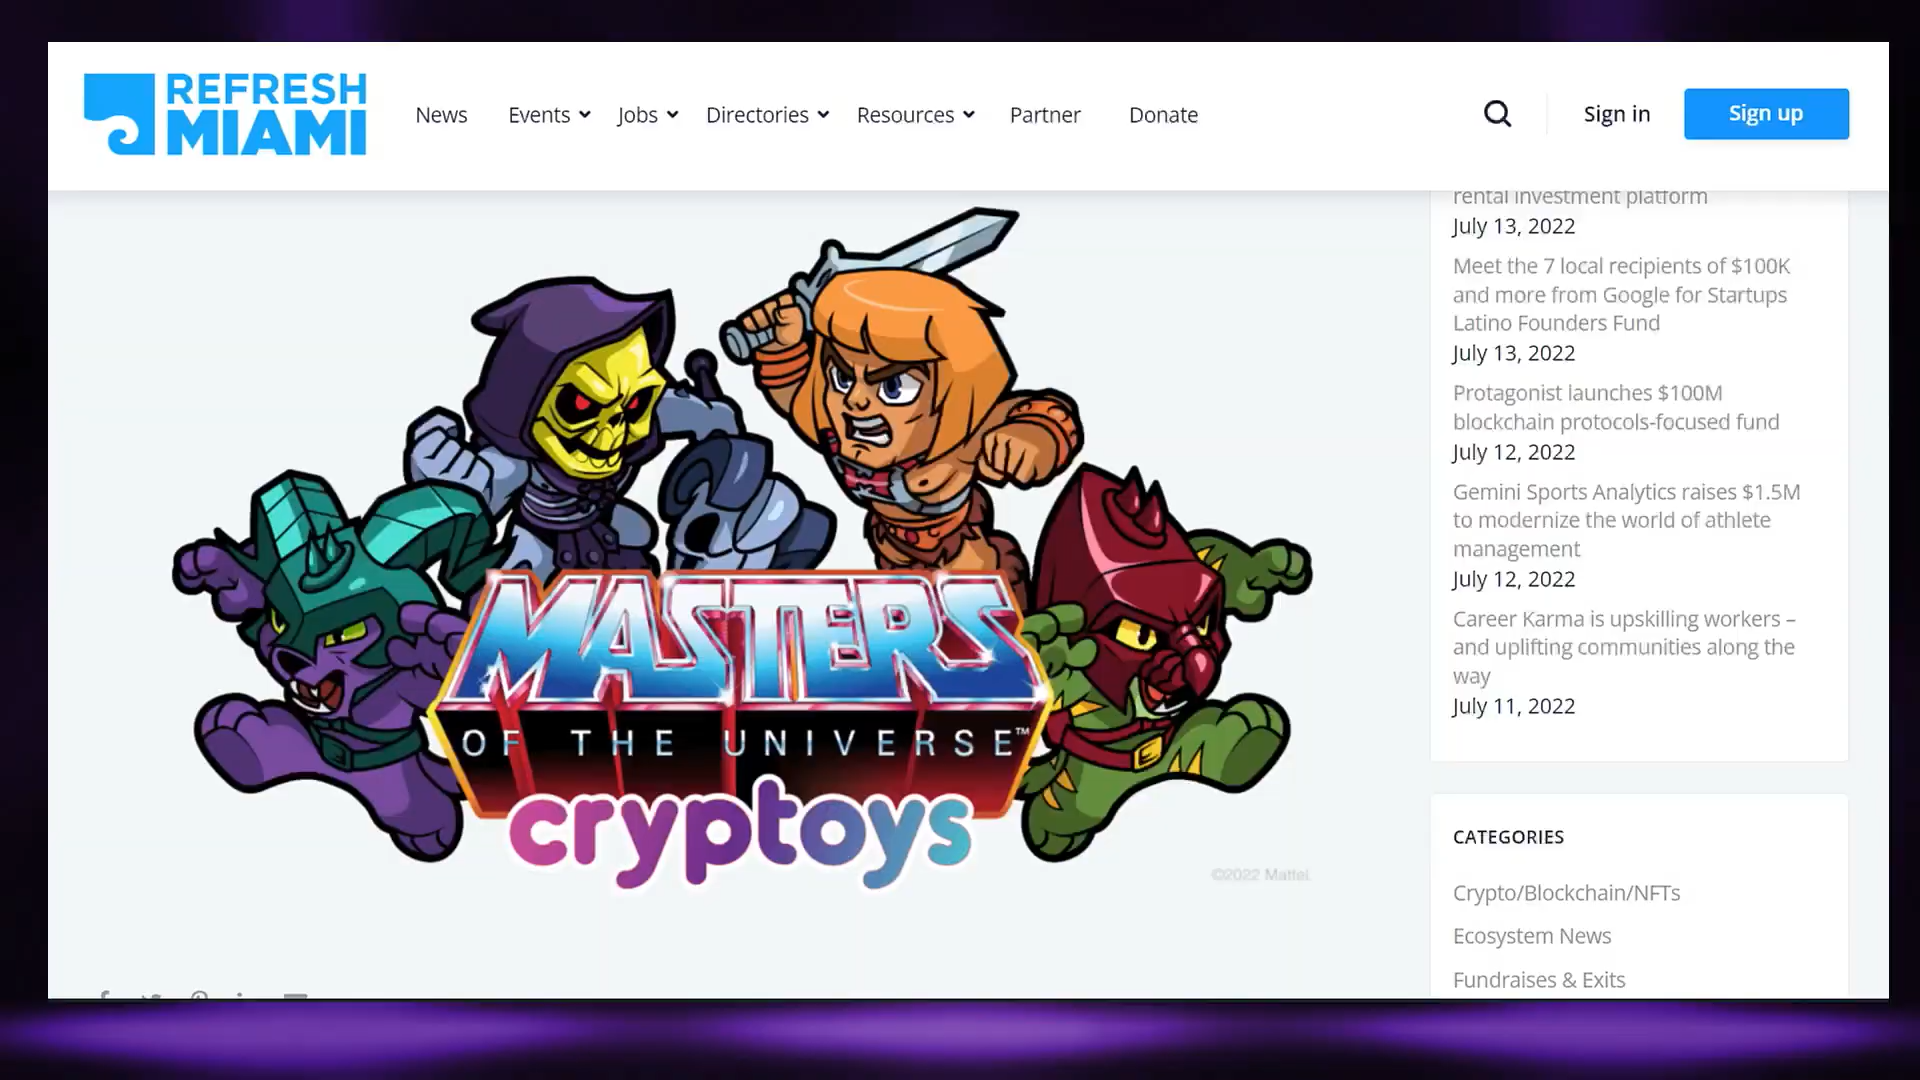 REFRESH
MIAMI
News
Events
Jobs
Directories
Resources
Partner
Donate
Sign in
Sign up
MASTERS
OF THE UNIVERSE™
cryptoys
©2022 Mattel.
rental investment platform
July 13, 2022
Meet the 7 local recipients of $100K
and more from Google for Startups
Latino Founders Fund
July 13, 2022
Protagonist launches $100M
blockchain protocols-focused fund
July 12, 2022
Gemini Sports Analytics raises $1.5M
to modernize the world of athlete
management
July 12, 2022
Career Karma is upskilling workers –
and uplifting communities along the
way
July 11, 2022
CATEGORIES
Crypto/Blockchain/NFTs
Ecosystem News
Fundraises & Exits